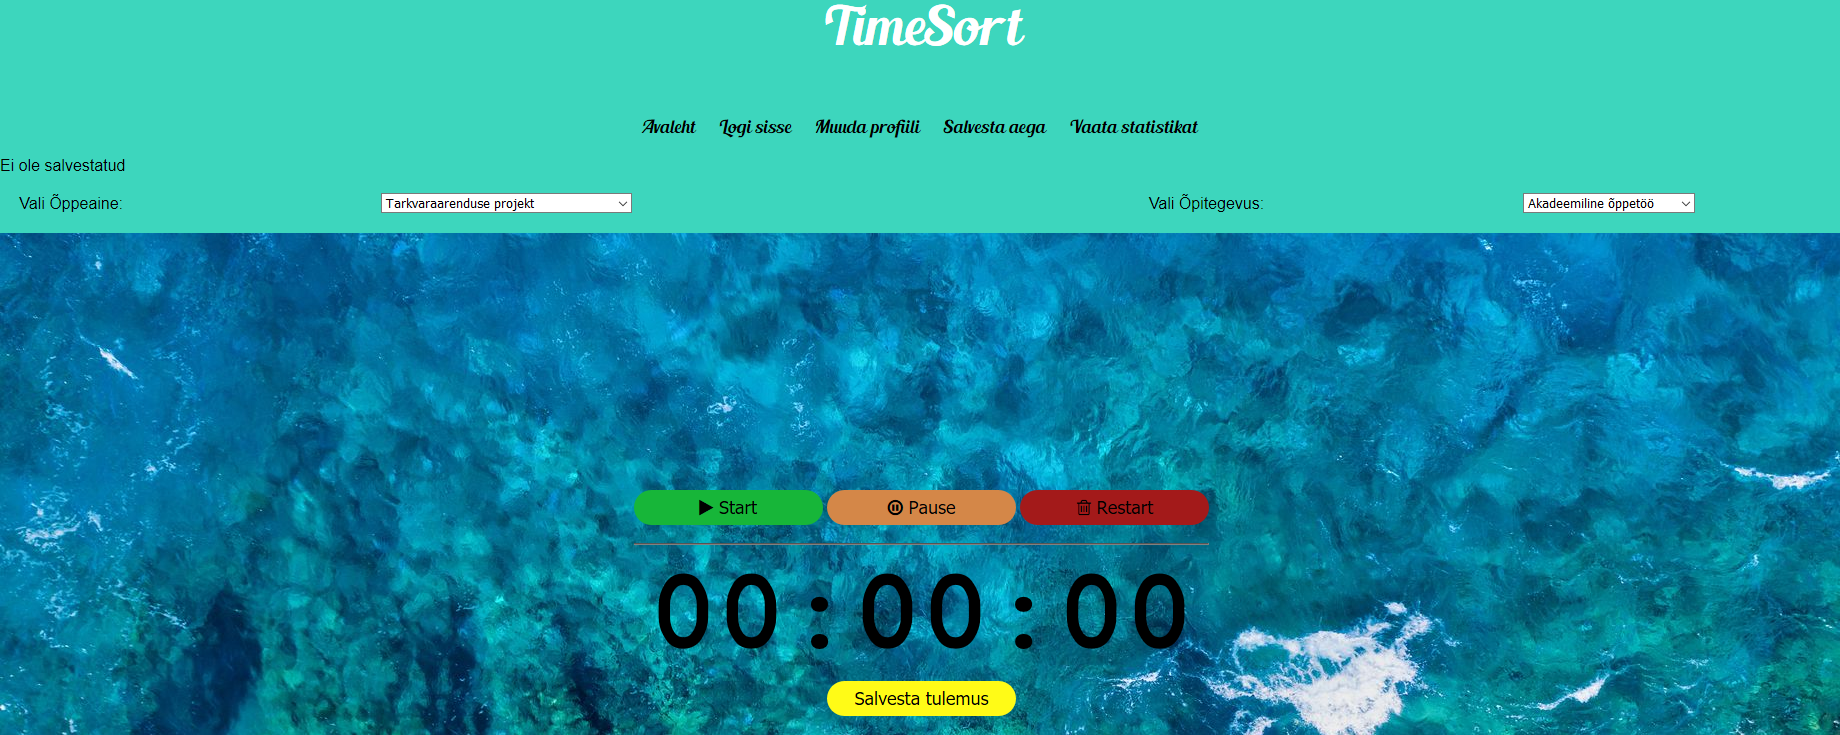 TimeSort
Avaleht Logi sisse Muuda profiili Salvesta aega Vaata statistikat
Ei ole salvestatud
Vali Õppeaine: Tarkvaraarenduse projekt Vali Õpitegevus: Akadeemiline õppetöö
Start Pause Restart
00:00:00
Salvesta tulemus